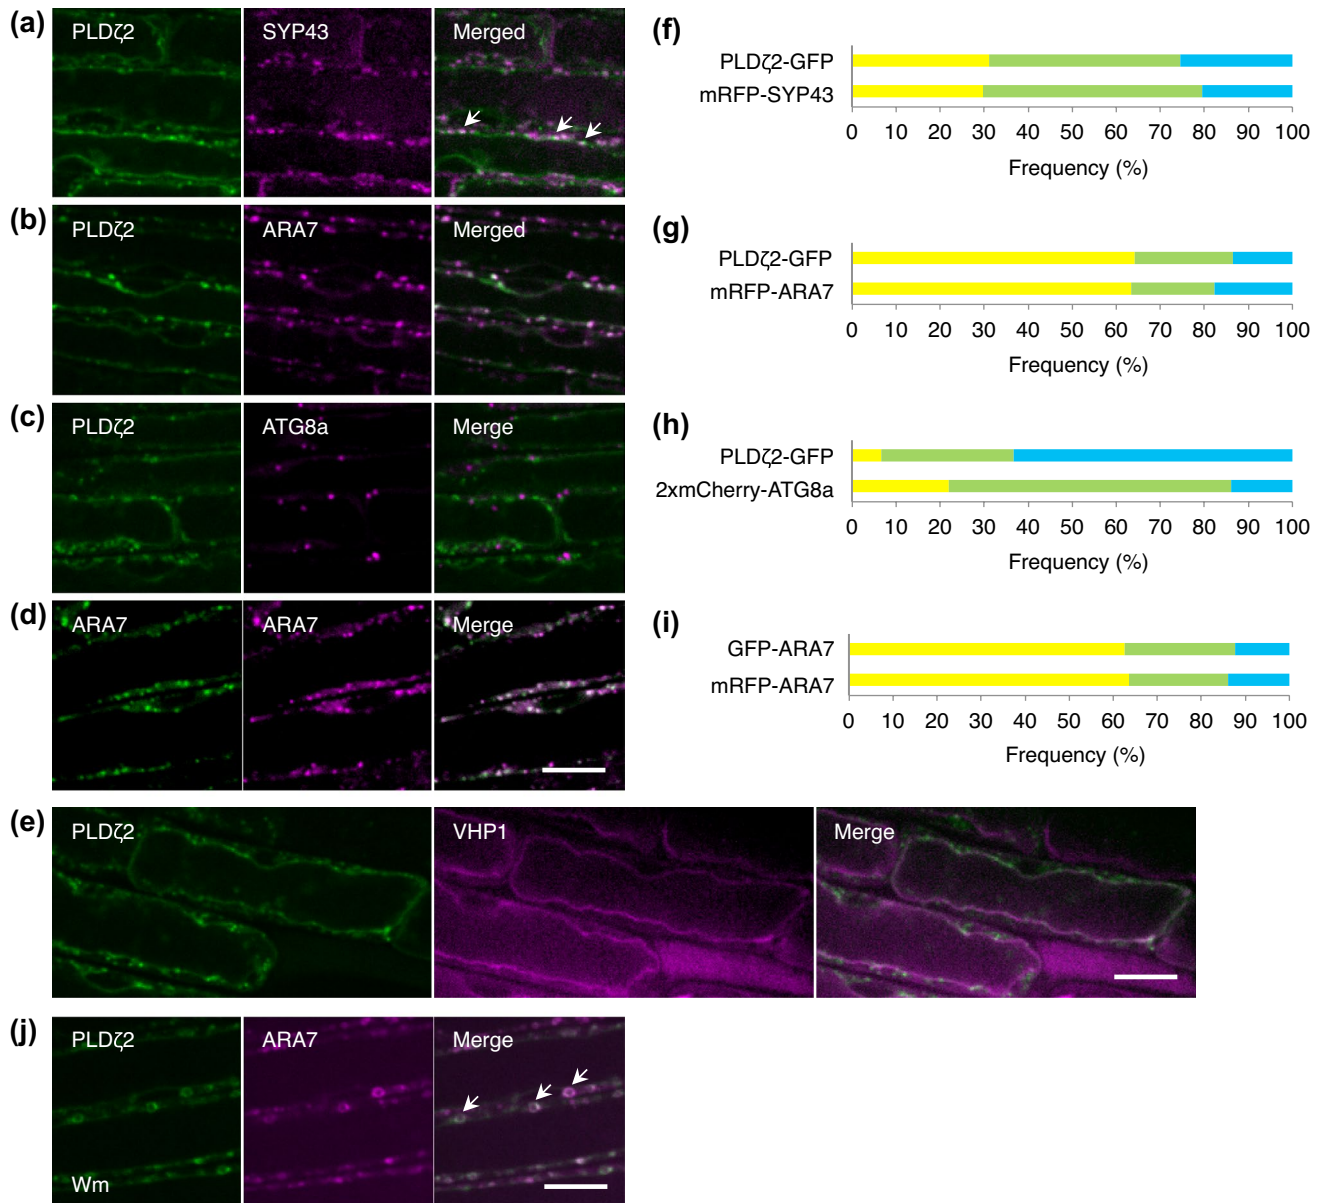 (a) PLDζ2 SYP43 Merged
(b) PLDζ2 ARA7 Merged
(c) PLDζ2 ATG8a Merge
(d) ARA7 ARA7 Merge
(e) PLDζ2 VHP1 Merge
(j) PLDζ2 ARA7 Merge
Wm
(f)
PLDζ2-GFP
mRFP-SYP43
0 10 20 30 40 50 60 70 80 90 100
Frequency (%)
(g)
PLDζ2-GFP
mRFP-ARA7
0 10 20 30 40 50 60 70 80 90 100
Frequency (%)
(h)
PLDζ2-GFP
2xmCherry-ATG8a
0 10 20 30 40 50 60 70 80 90 100
Frequency (%)
(i)
GFP-ARA7
mRFP-ARA7
0 10 20 30 40 50 60 70 80 90 100
Frequency (%)